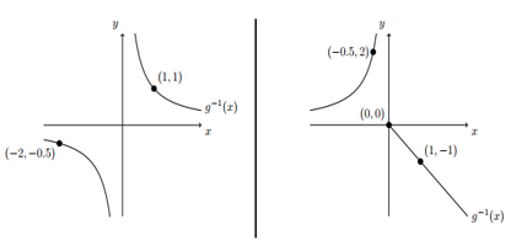 y
(1, 1)
g⁻¹(x)
x
(−2, −0.5)
y
(−0.5, 2)
(0, 0)
x
(1, −1)
g⁻¹(x)